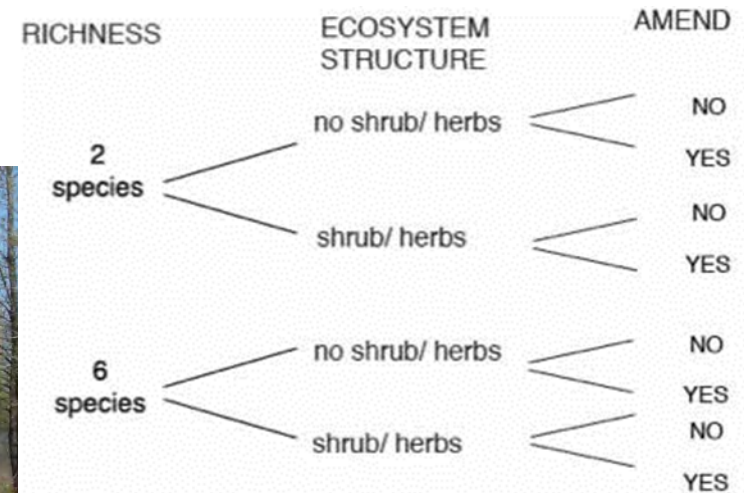 RICHNESS
ECOSYSTEM
STRUCTURE
AMEND
2
species
no shrub/ herbs
NO
YES
shrub/ herbs
NO
YES
6
species
no shrub/ herbs
NO
YES
shrub/ herbs
NO
YES